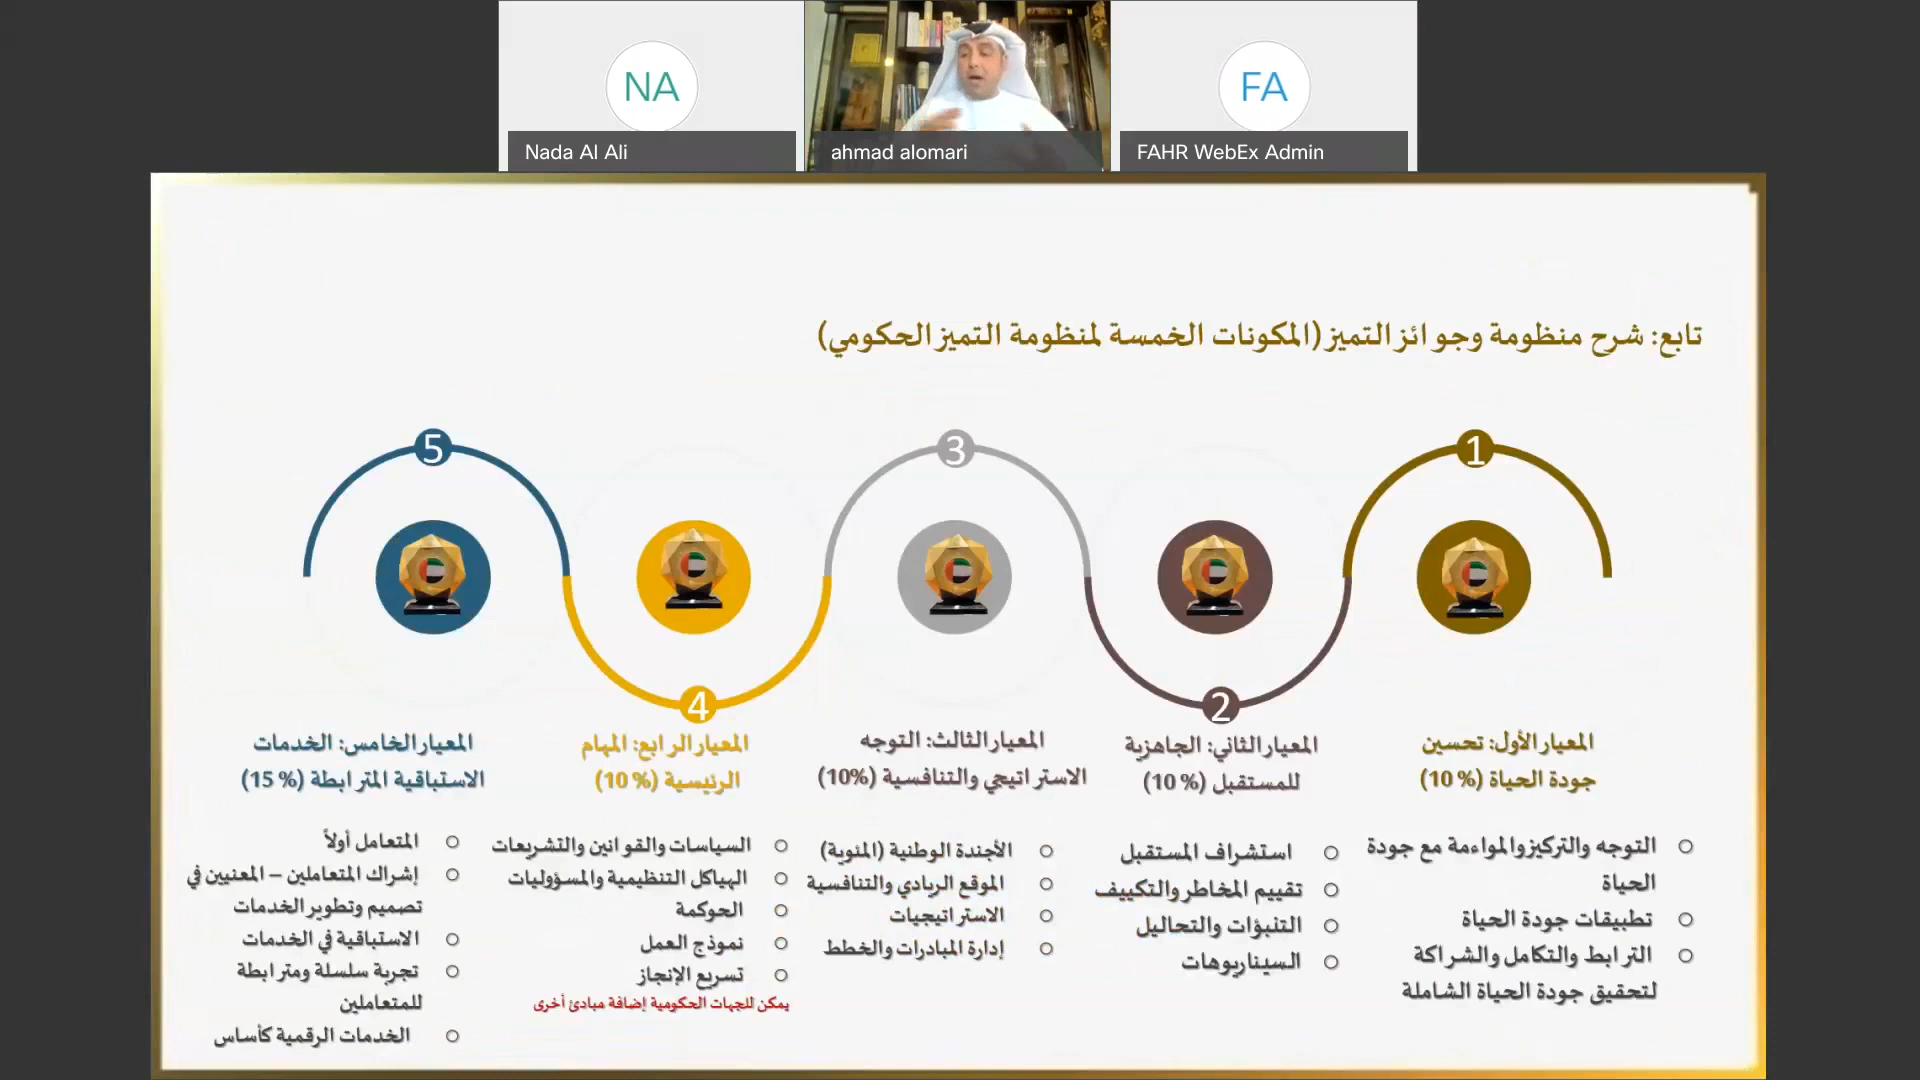 NA
Nada Al Ali
ahmad alomari
FA
FAHR WebEx Admin
تابع: شرح منظومة وجوائز التميز (المكونات الخمسة لمنظومة التميز الحكومي)
1
المعيار الأول: تحسين
جودة الحياة (% 10)
التوجه والتركيز والمواءمة مع جودة
الحياة
تطبيقات جودة الحياة
الترابط والتكامل والشراكة
لتحقيق جودة الحياة الشاملة
2
المعيار الثاني: الجاهزية
للمستقبل (% 10)
استشراف المستقبل
تقييم المخاطر والتكييف
التنبؤات والتحاليل
السيناريوهات
3
المعيار الثالث: التوجه
الاستراتيجي والتنافسية (10%)
الأجندة الوطنية (المئوية)
الموقع الريادي والتنافسية
الاستراتيجيات
إدارة المبادرات والخطط
4
المعيار الرابع: المهام
الرئيسية (% 10)
السياسات والقوانين والتشريعات
الهياكل التنظيمية والمسؤوليات
الحوكمة
نموذج العمل
تسريع الإنجاز
يمكن للجهات الحكومية إضافة مبادئ أخرى
5
المعيار الخامس: الخدمات
الاستباقية المترابطة (% 15)
المتعامل أولاً
إشراك المتعاملين – المعنيين في
تصميم وتطوير الخدمات
الاستباقية في الخدمات
تجربة سلسلة ومترابطة
للمتعاملين
الخدمات الرقمية كأساس